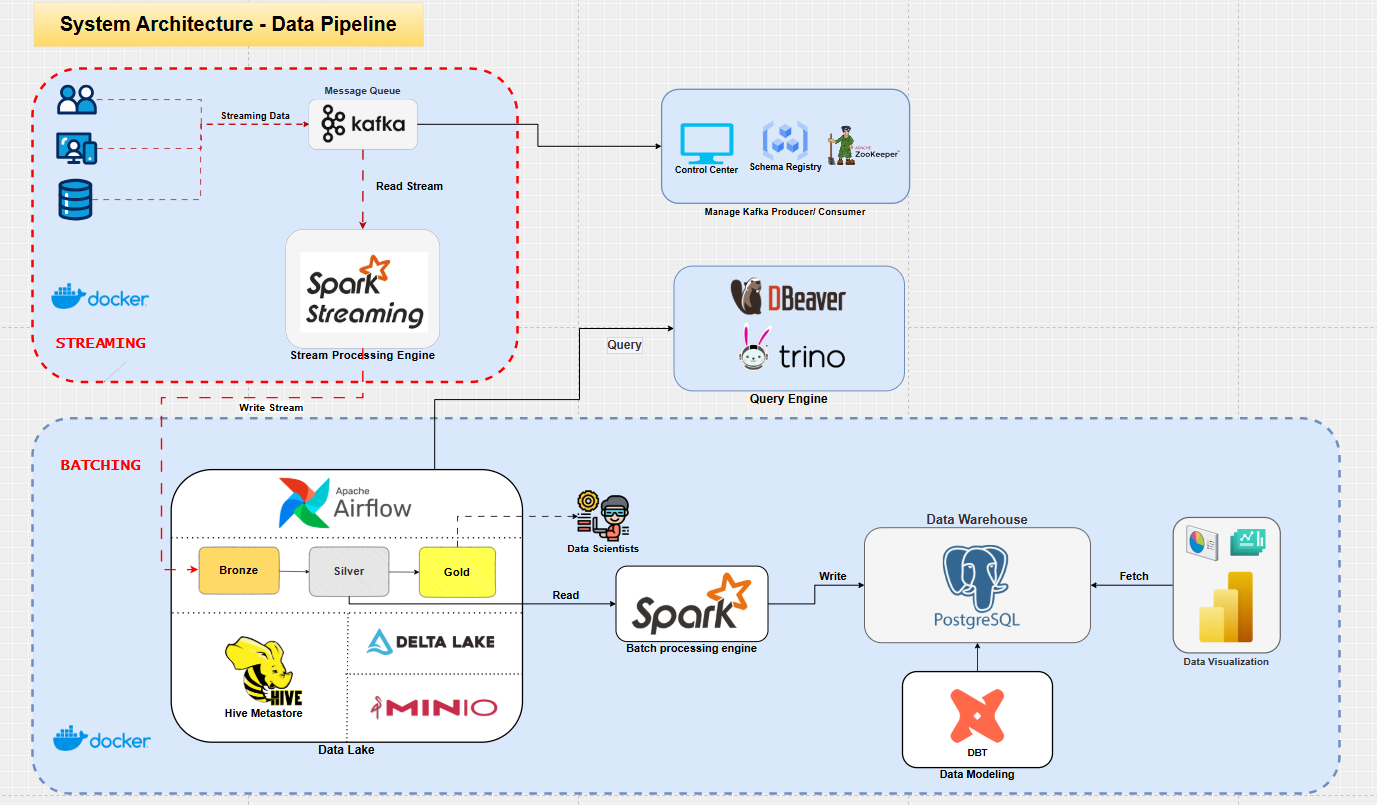 System Architecture - Data Pipeline
Message Queue
Streaming Data
kafka
Read Stream
Control Center
Schema Registry
APACHE
ZooKeeper™
Manage Kafka Producer/ Consumer
Spark
Streaming
Stream Processing Engine
docker
STREAMING
DBeaver
trino
Query
Query Engine
Write Stream
BATCHING
Apache
Airflow
Bronze
Silver
Gold
Data Scientists
Read
Spark
Batch processing engine
Write
Data Warehouse
PostgreSQL
Fetch
Data Visualization
HIVE
Hive Metastore
DELTA LAKE
MINIO
Data Lake
docker
DBT
Data Modeling